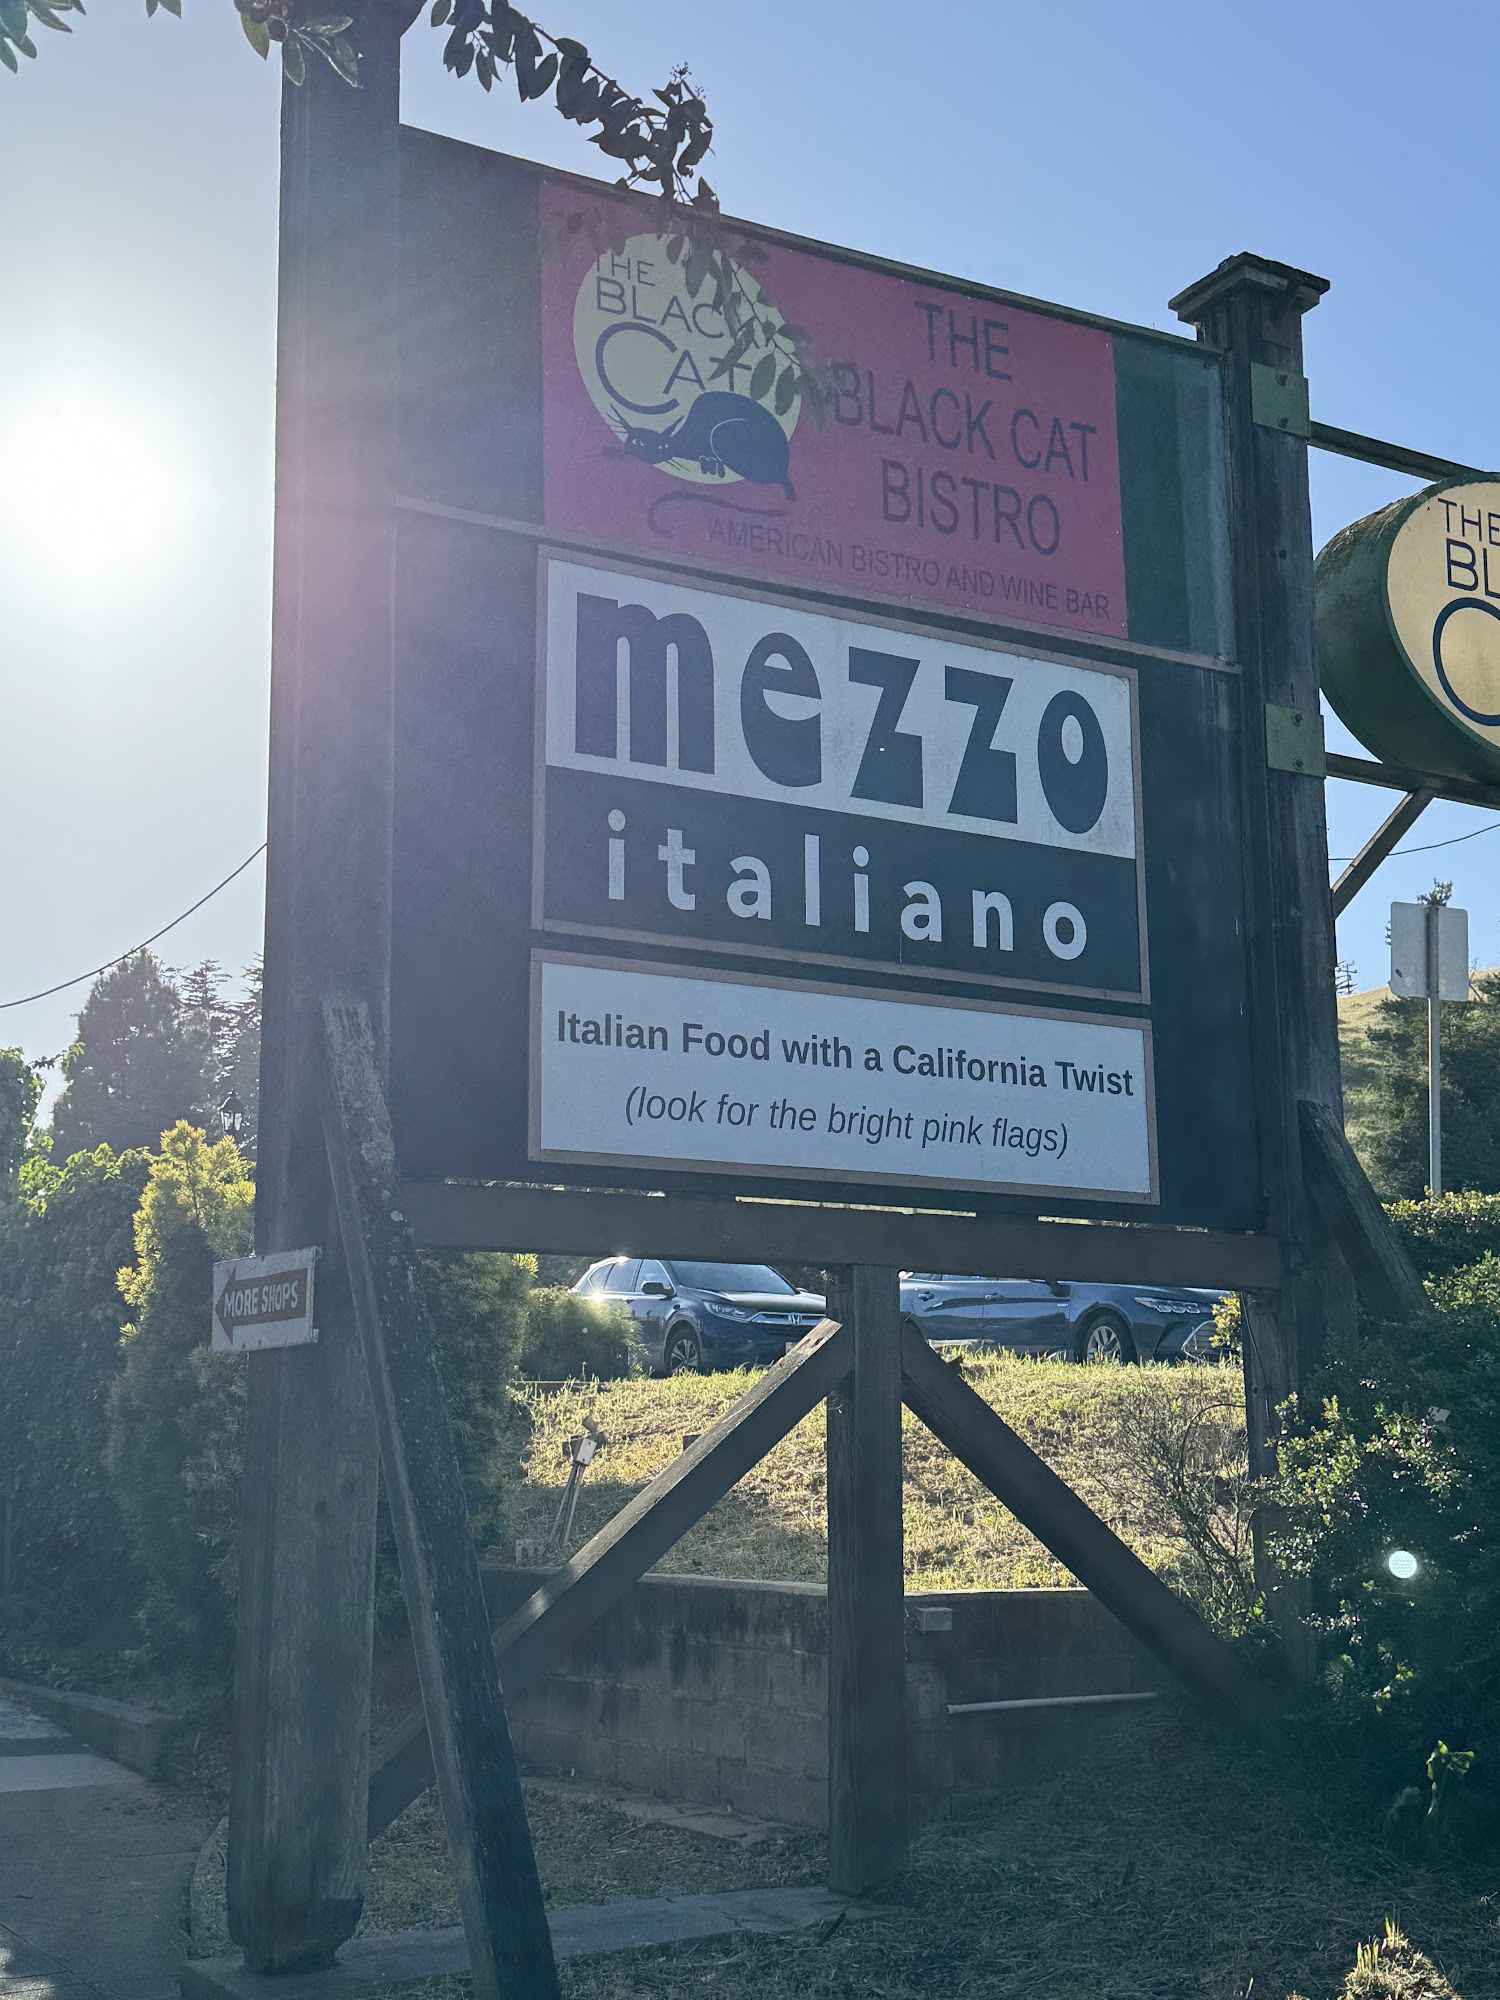 THE
BLACK
CAT
THE
BLACK CAT
BISTRO
AMERICAN BISTRO AND WINE BAR
mezzo
italiano
Italian Food with a California Twist
(look for the bright pink flags)
MORE SHOPS
THE